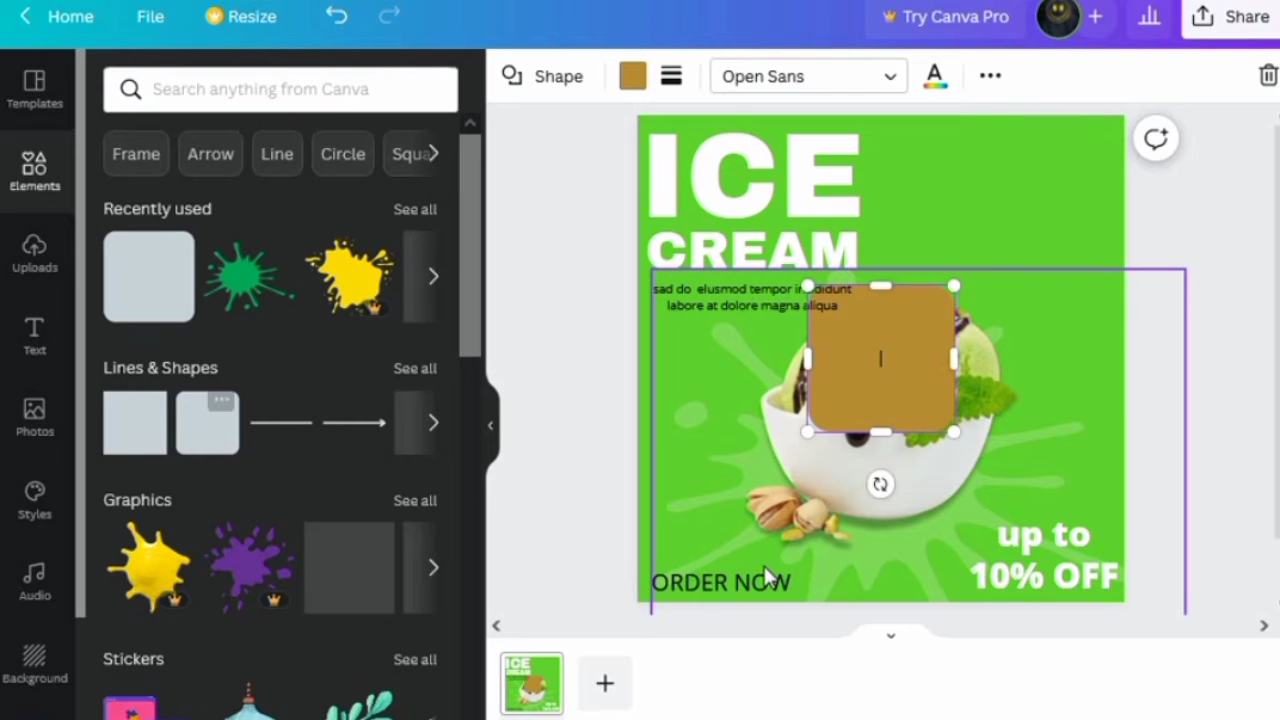 Home File Resize Try Canva Pro Share
Templates
Elements
Uploads
Text
Photos
Styles
Audio
Background
Search anything from Canva
Frame Arrow Line Circle Squa
Recently used See all
Lines & Shapes See all
Graphics See all
Stickers See all
Shape Open Sans A
ICE
CREAM
sad do eiusmod tempor incididunt
labore at dolore magna aliqua
ORDER NOW
up to
10% OFF
ICE
CREAM